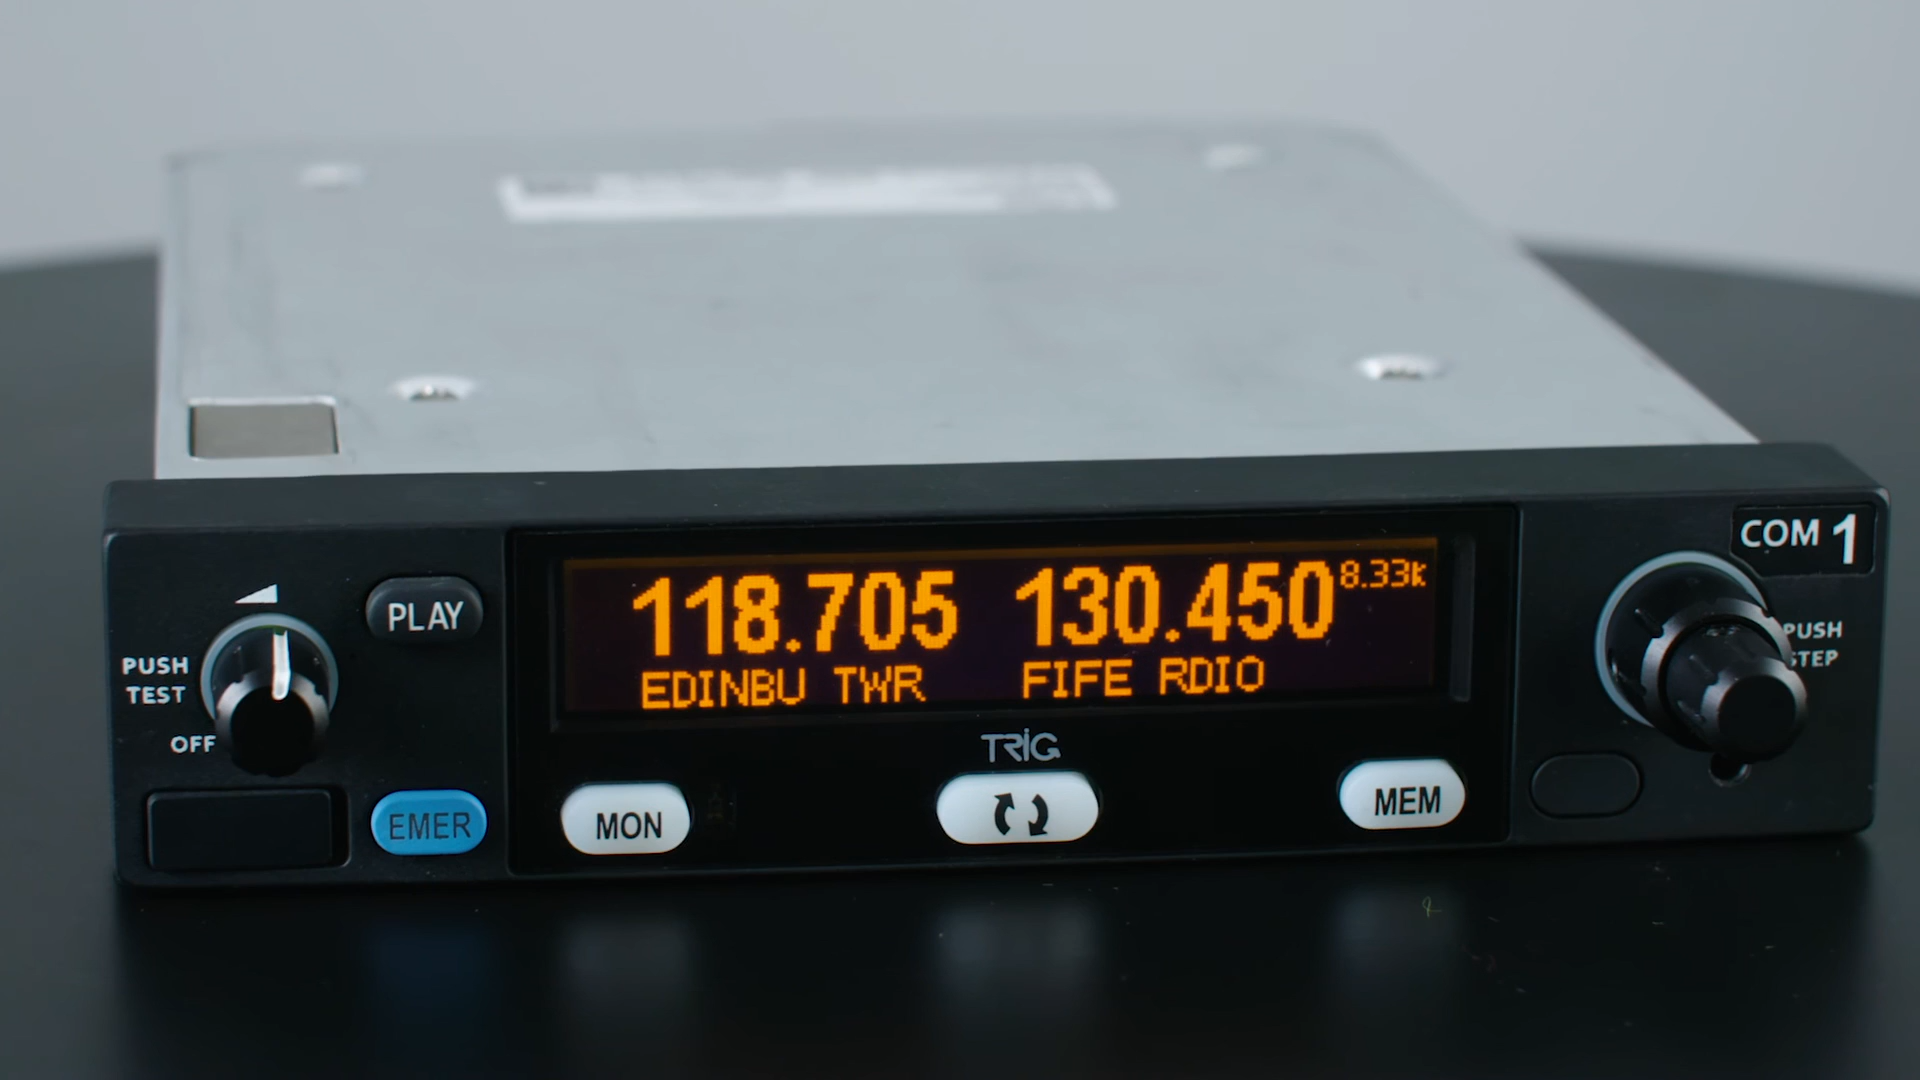 COM 1
118.705 130.450 8.33k
EDINBU TWR FIFE RDIO
PLAY
PUSH
TEST
OFF
EMER
TRIG
MON
MEM
PUSH
STEP